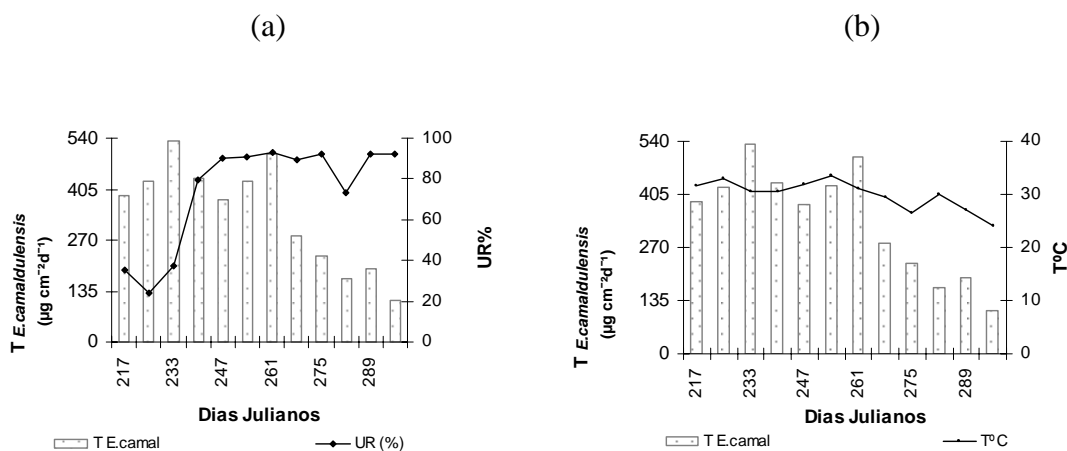 (a)
(b)
540
405
270
135
0
100
80
60
40
20
0
T E.camaldulensis
(µg cm⁻²d⁻¹)
UR%
217
233
247
261
275
289
Dias Julianos
T E.camal
UR (%)
540
405
270
135
0
40
30
20
10
0
T E.camaldulensis
(µg cm⁻²d⁻¹)
TºC
217
233
247
261
275
289
Dias Julianos
T E.camal
Tº C